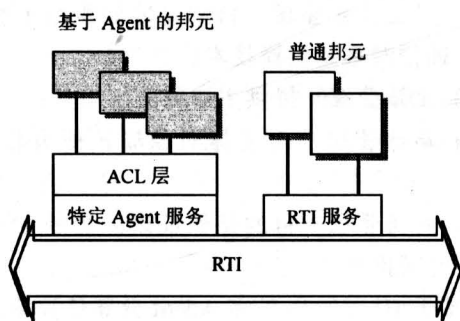 基于 Agent 的邦元
普通邦元
ACL 层
特定 Agent 服务
RTI 服务
RTI